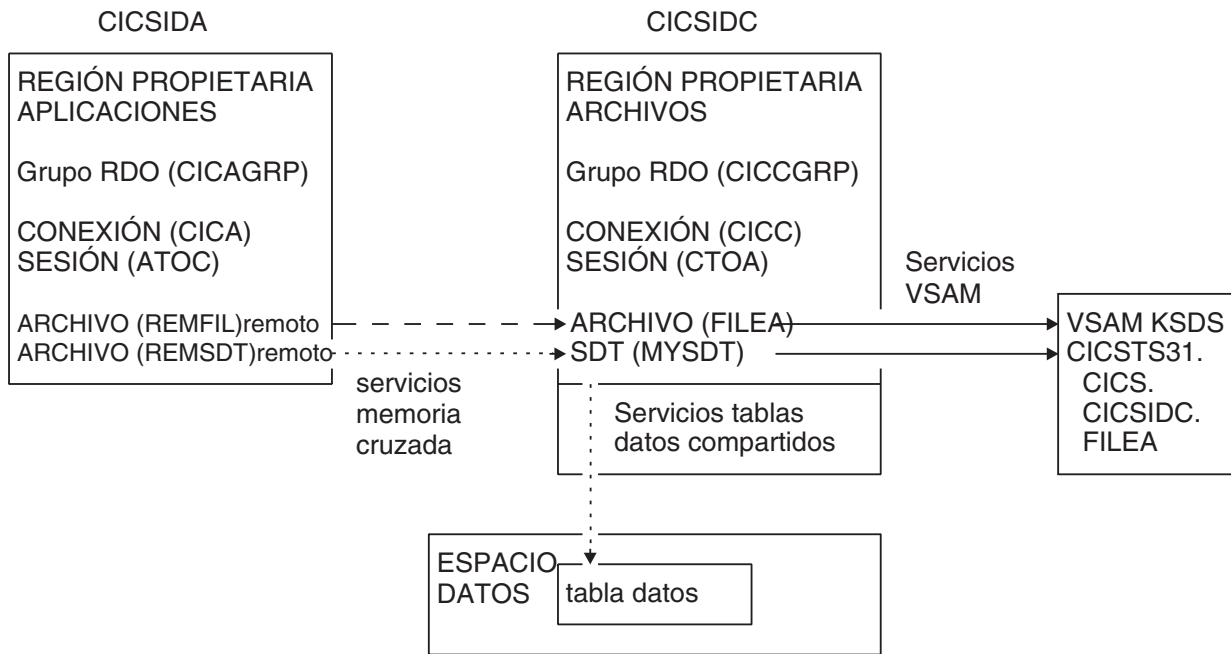 CICSIDA
REGIÓN PROPIETARIA
APLICACIONES
Grupo RDO (CICAGRP)
CONEXIÓN (CICA)
SESIÓN (ATOC)
ARCHIVO (REMFIL)remoto
ARCHIVO (REMSDT)remoto
servicios
memoria
cruzada
CICSIDC
REGIÓN PROPIETARIA
ARCHIVOS
Grupo RDO (CICCGRP)
CONEXIÓN (CICC)
SESIÓN (CTOA)
ARCHIVO (FILEA)
SDT (MYSDT)
Servicios tablas
datos compartidos
Servicios
VSAM
VSAM KSDS
CICSTS31.
CICS.
CICSIDC.
FILEA
ESPACIO
DATOS
tabla datos